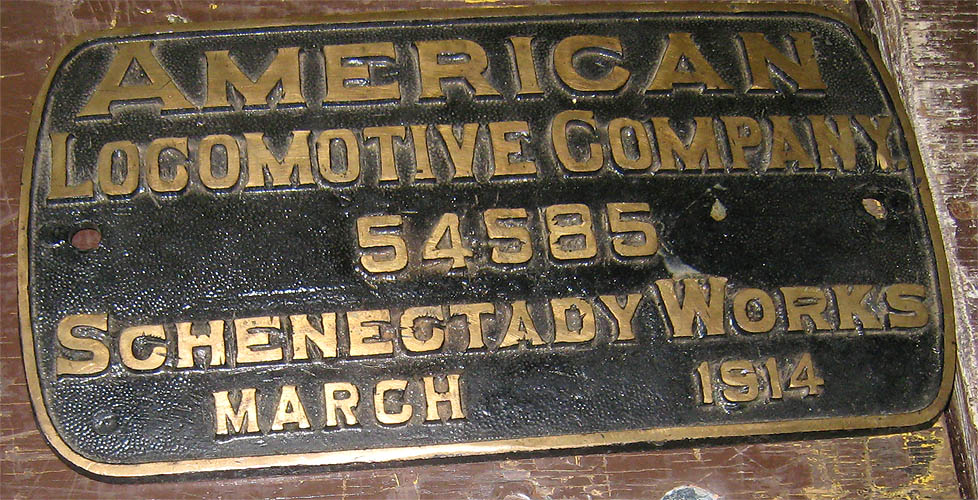 AMERICAN
LOCOMOTIVE COMPANY
54585
SCHENECTADY WORKS
MARCH 1914